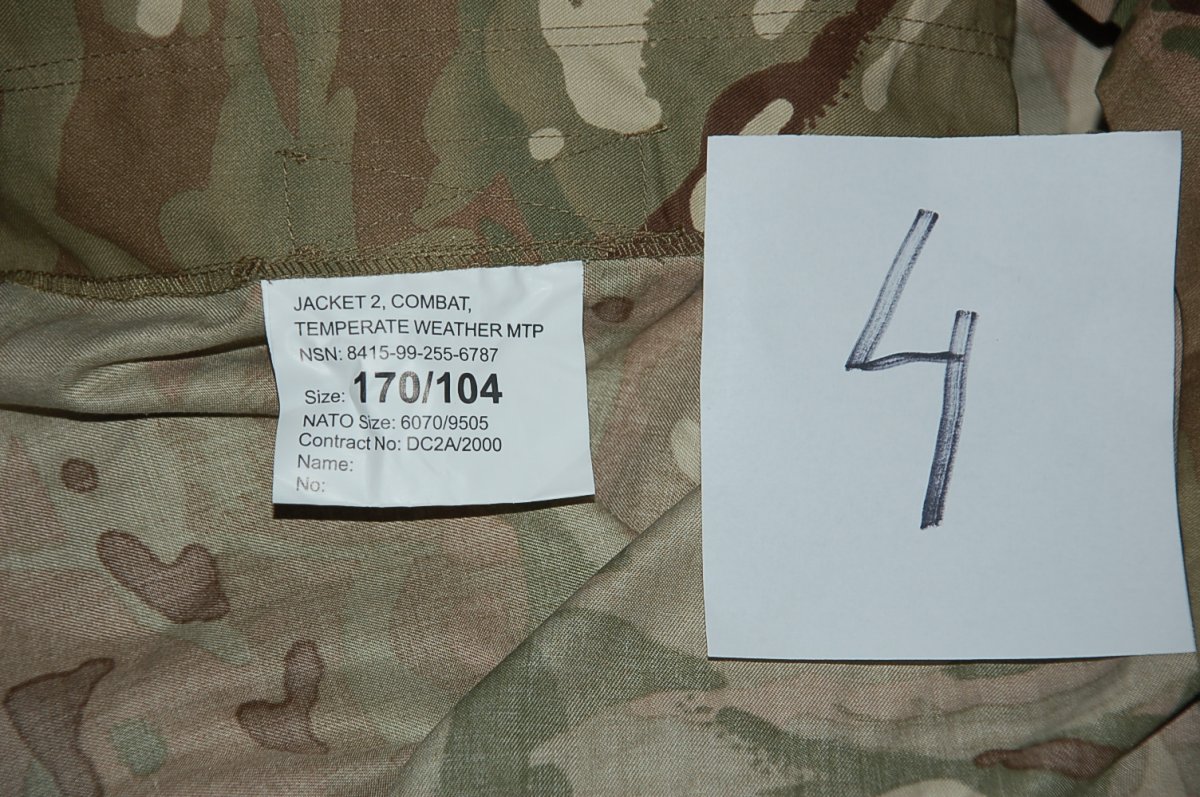 JACKET 2, COMBAT,
TEMPERATE WEATHER MTP
NSN: 8415-99-255-6787
Size: 170/104
NATO Size: 6070/9505
Contract No: DC2A/2000
Name:
No:
4